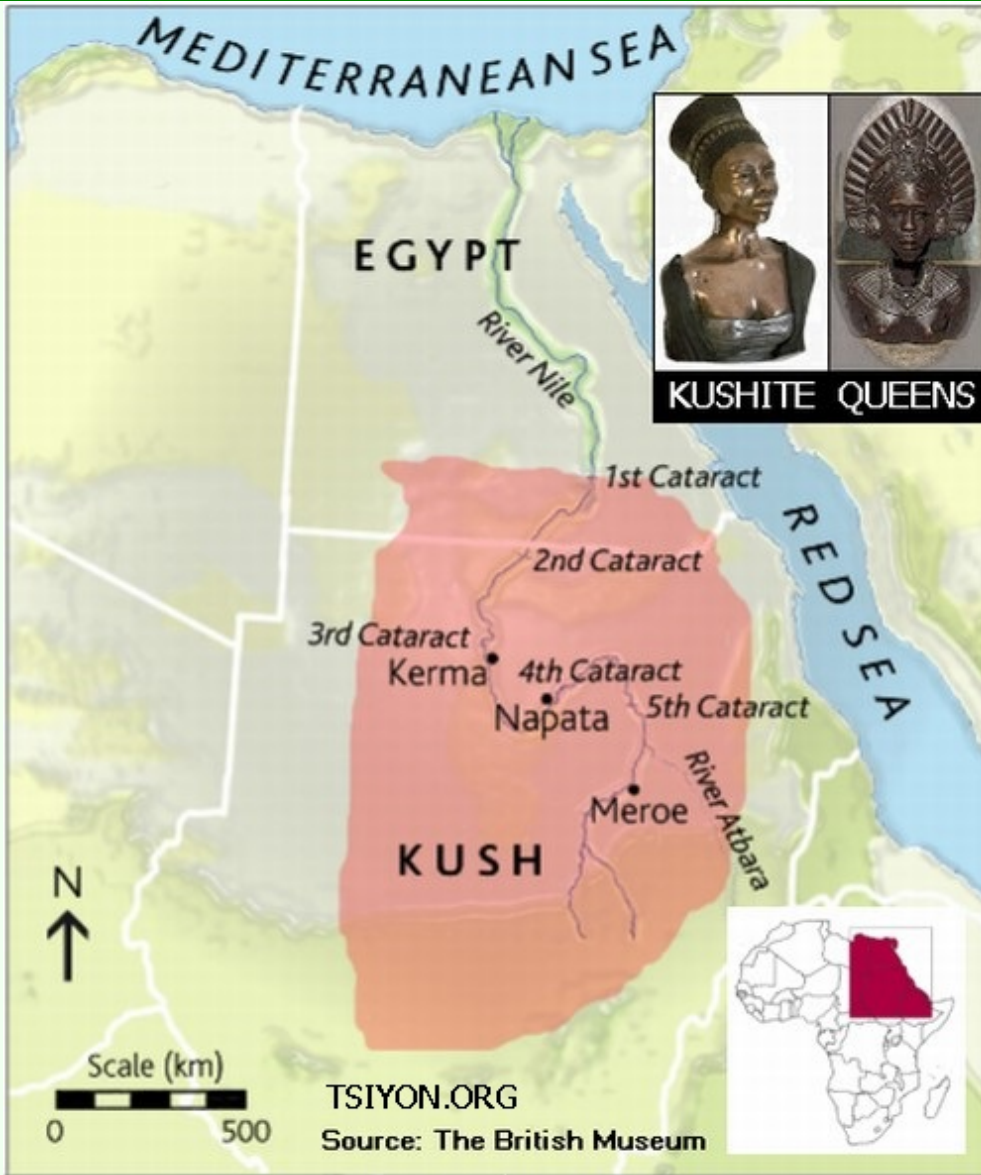 MEDITERRANEAN SEA
KUSHITE QUEENS
EGYPT
River Nile
1st Cataract
RED SEA
2nd Cataract
3rd Cataract
Kerma
4th Cataract
Napata
5th Cataract
River Atbara
Meroe
KUSH
N
Scale (km)
0 500
TSIYON.ORG
Source: The British Museum